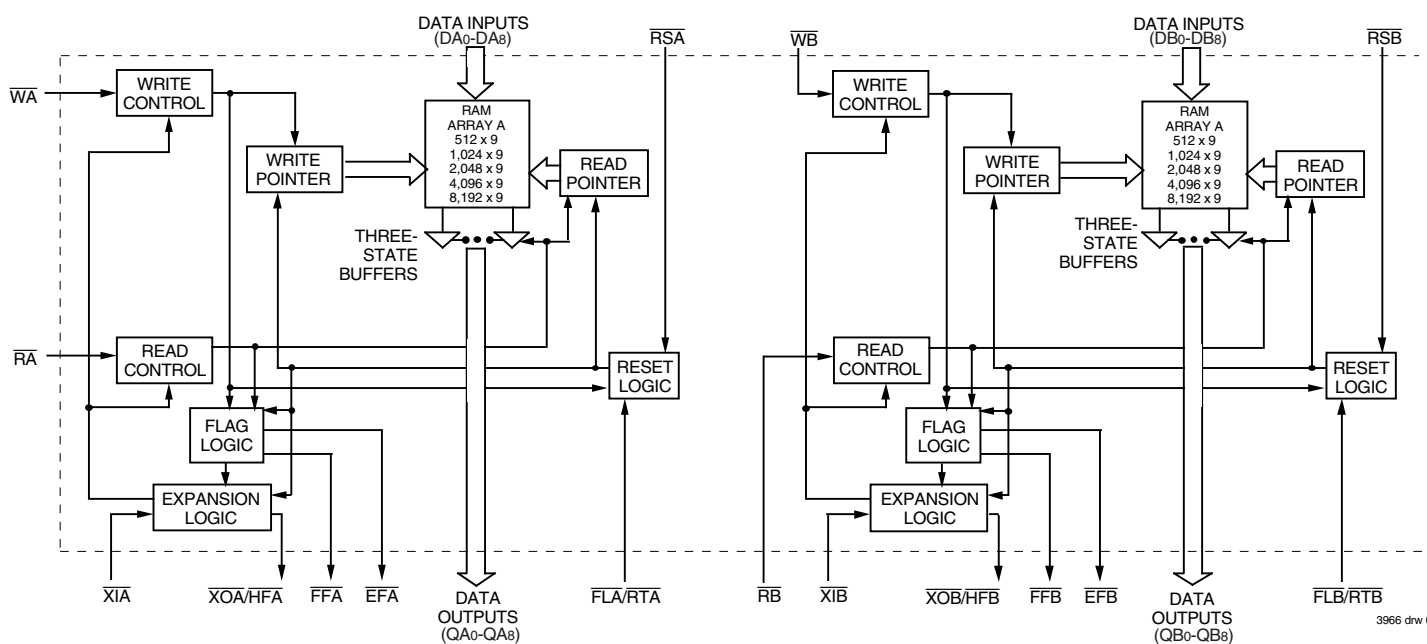 DATA INPUTS
(DA0-DA8)
RSA
WA
WRITE
CONTROL
RAM
ARRAY A
512 x 9
1,024 x 9
2,048 x 9
4,096 x 9
8,192 x 9
WRITE
POINTER
READ
POINTER
THREE-
STATE
BUFFERS
RA
READ
CONTROL
RESET
LOGIC
FLAG
LOGIC
EXPANSION
LOGIC
XIA
XOA/HFA
FFA
EFA
DATA
OUTPUTS
(QA0-QA8)
FLA/RTA
WB
DATA INPUTS
(DB0-DB8)
RSB
WRITE
CONTROL
RAM
ARRAY A
512 x 9
1,024 x 9
2,048 x 9
4,096 x 9
8,192 x 9
WRITE
POINTER
READ
POINTER
THREE-
STATE
BUFFERS
READ
CONTROL
RESET
LOGIC
FLAG
LOGIC
EXPANSION
LOGIC
RB
XIB
XOB/HFB
FFB
EFB
DATA
OUTPUTS
(QB0-QB8)
FLB/RTB
3966 drw